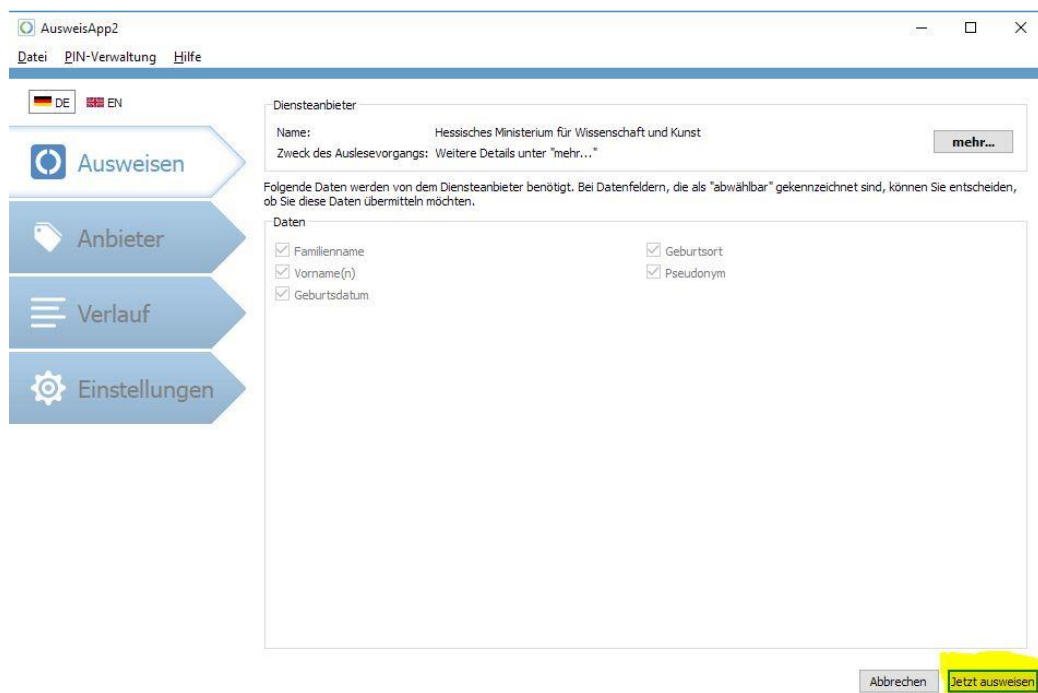 AusweisApp2
Datei PIN-Verwaltung Hilfe
DE EN
Ausweisen
Anbieter
Verlauf
Einstellungen
Diensteanbieter
Name: Hessisches Ministerium für Wissenschaft und Kunst
Zweck des Auslesevorgangs: Weitere Details unter "mehr..."
mehr...
Folgende Daten werden von dem Diensteanbieter benötigt. Bei Datenfeldern, die als "abwählbar" gekennzeichnet sind, können Sie entscheiden,
ob Sie diese Daten übermitteln möchten.
Daten
Familienname Geburtsort
Vorname(n) Pseudonym
Geburtsdatum
Abbrechen Jetzt ausweisen